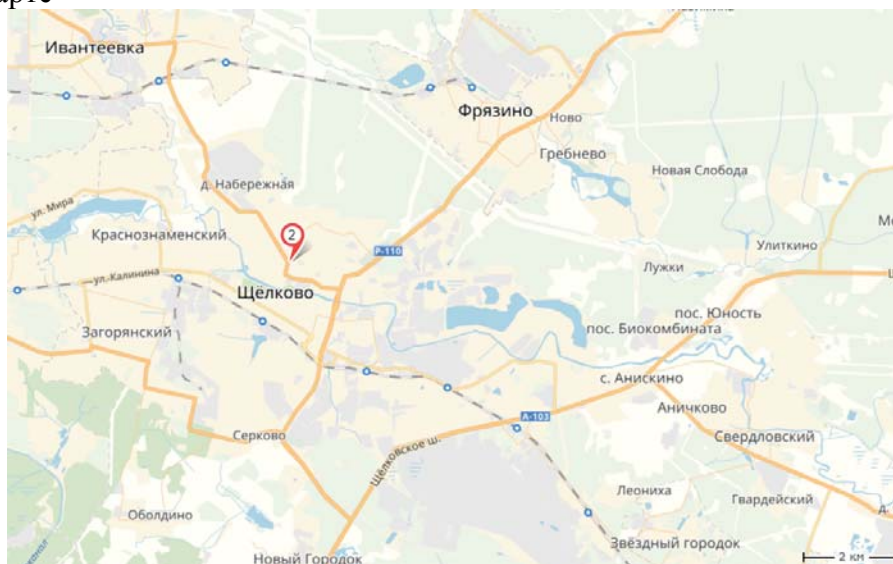 Ивантеевка
Фрязино
Ново
Гребнево
Новая Слобода
д. Набережная
ул. Мира
Краснознаменский
2
Р-110
Улиткино
Лужки
ул. Калинина
Щёлково
пос. Юность
пос. Биокомбината
Загорянский
с. Анискино
Аничково
А-103
Серково
Щёлковское ш.
Свердловский
Леониха
Гвардейский
Оболдино
Звёздный городок
Новый Городок
2 км